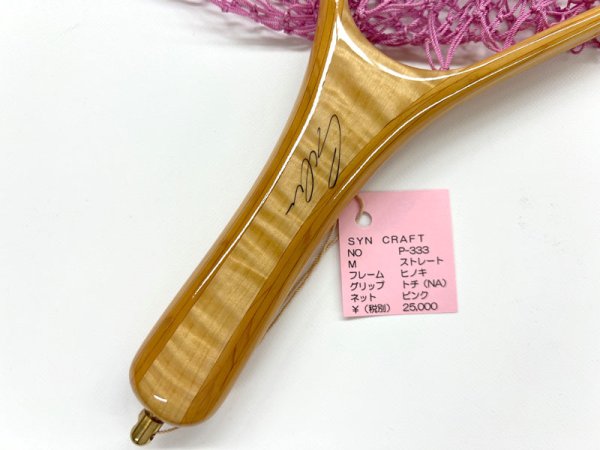 SYN CRAFT
NO P-333
M ストレート
フレーム ヒノキ
グリップ トチ(NA)
ネット ピンク
¥(税別) 25,000